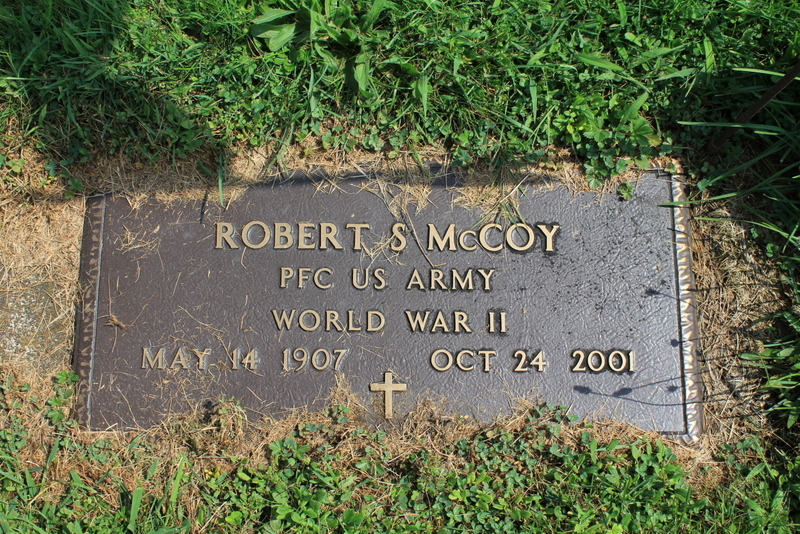 ROBERT S McCOY
PFC US ARMY
WORLD WAR II
MAY 14 1907 OCT 24 2001